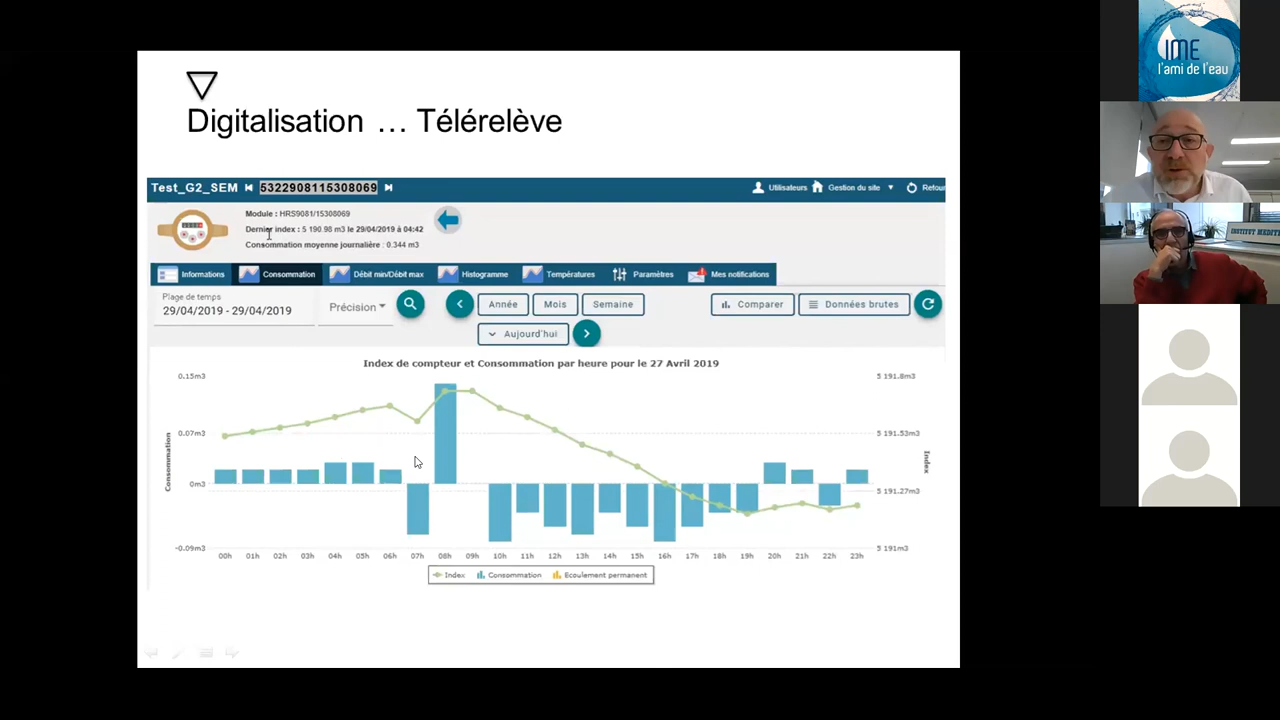 Digitalisation … Télérelève
Test_G2_SEM 5322908115308069 Utilisateurs Gestion du site Retour
Module : HRS9081/15308069
Dernier index : 5 190.98 m3 le 29/04/2019 à 04:42
Consommation moyenne journalière : 0.344 m3
Informations Consommation Débit min/Débit max Histogramme Températures Paramètres Mes notifications
Plage de temps
29/04/2019 - 29/04/2019 Précision Année Mois Semaine Comparer Données brutes
Aujourd'hui
Index de compteur et Consommation par heure pour le 27 Avril 2019
0.15m3 5 191.8m3
0.07m3 5 191.53m3
0m3 5 191.27m3
-0.09m3 5 191m3
Consommation
Index
00h 01h 02h 03h 04h 05h 06h 07h 08h 09h 10h 11h 12h 13h 14h 15h 16h 17h 18h 19h 20h 21h 22h 23h
Index Consommation Ecoulement permanent
IME
l'ami de l'eau
INSTITUT MEDIT